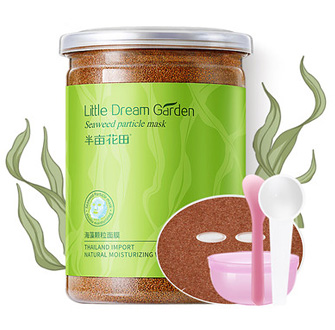 Little Dream Garden
Seaweed particle mask
半亩花田
海藻颗粒面膜
THAILAND IMPORT
NATURAL MOISTURIZING